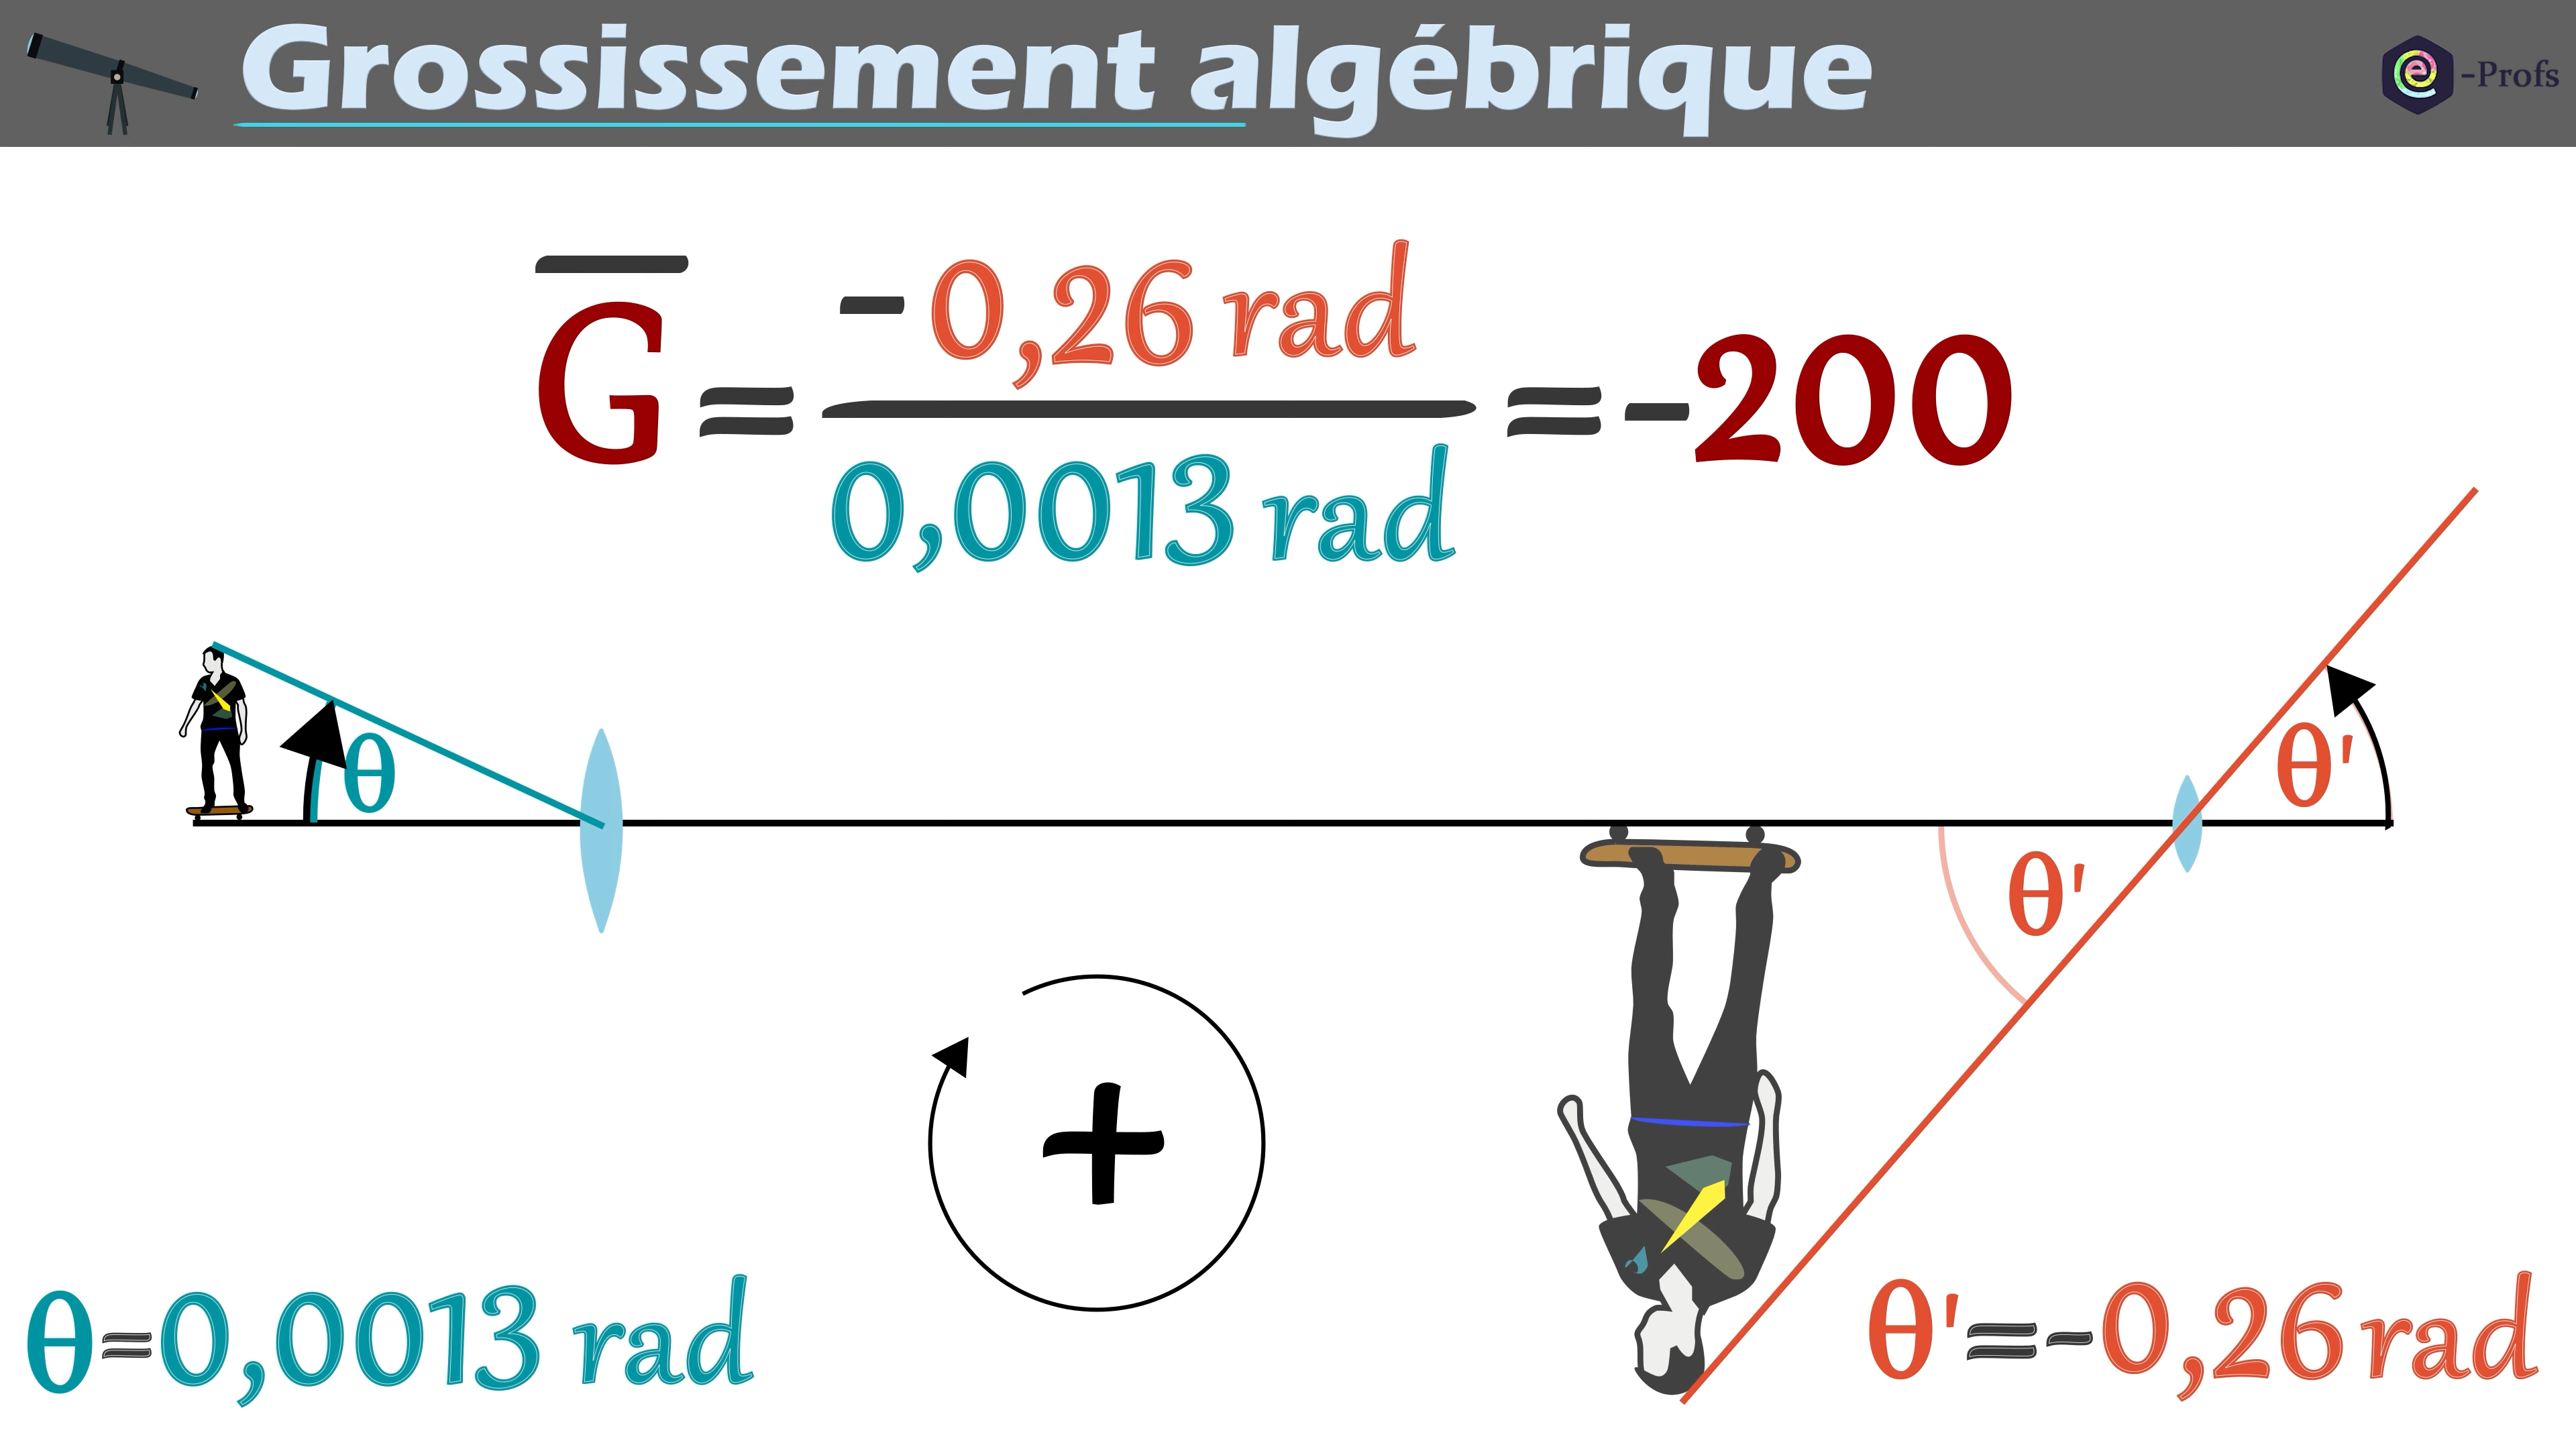 Grossissement algébrique
e -Profs
G = - 0,26 rad / 0,0013 rad = -200
θ
θ'
θ'
+
θ=0,0013 rad
θ'=-0,26 rad